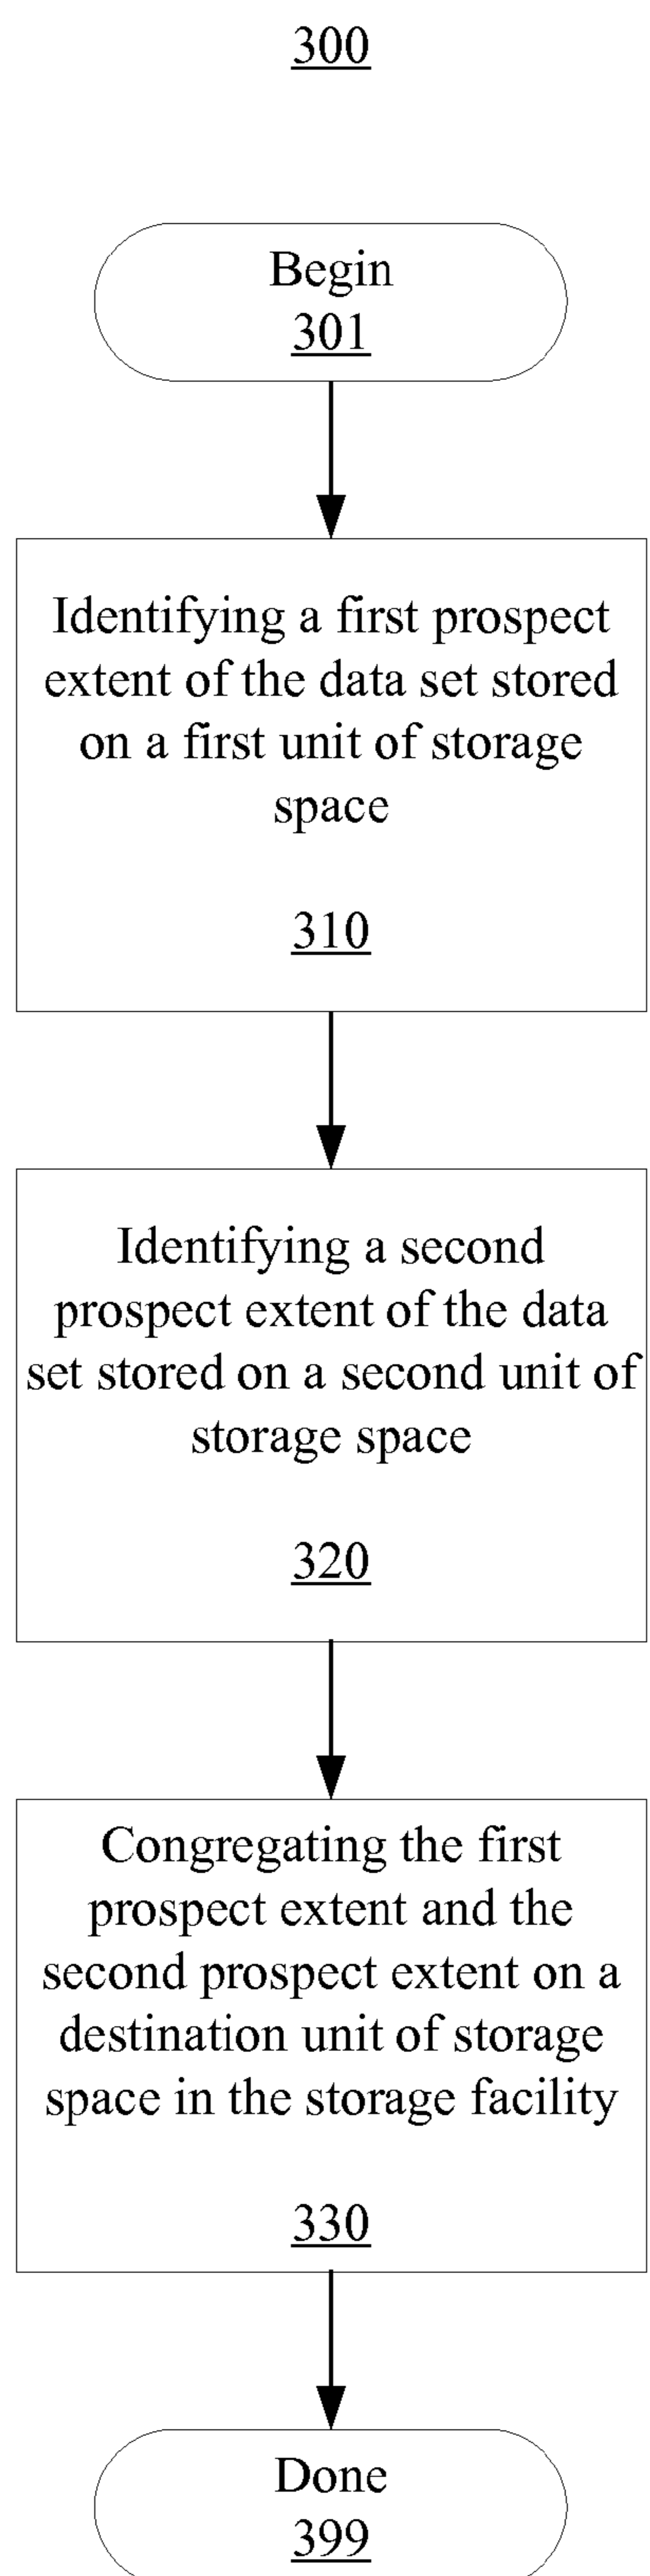 300
Begin
301
Identifying a first prospect
extent of the data set stored
on a first unit of storage
space
310
Identifying a second
prospect extent of the data
set stored on a second unit of
storage space
320
Congregating the first
prospect extent and the
second prospect extent on a
destination unit of storage
space in the storage facility
330
Done
399